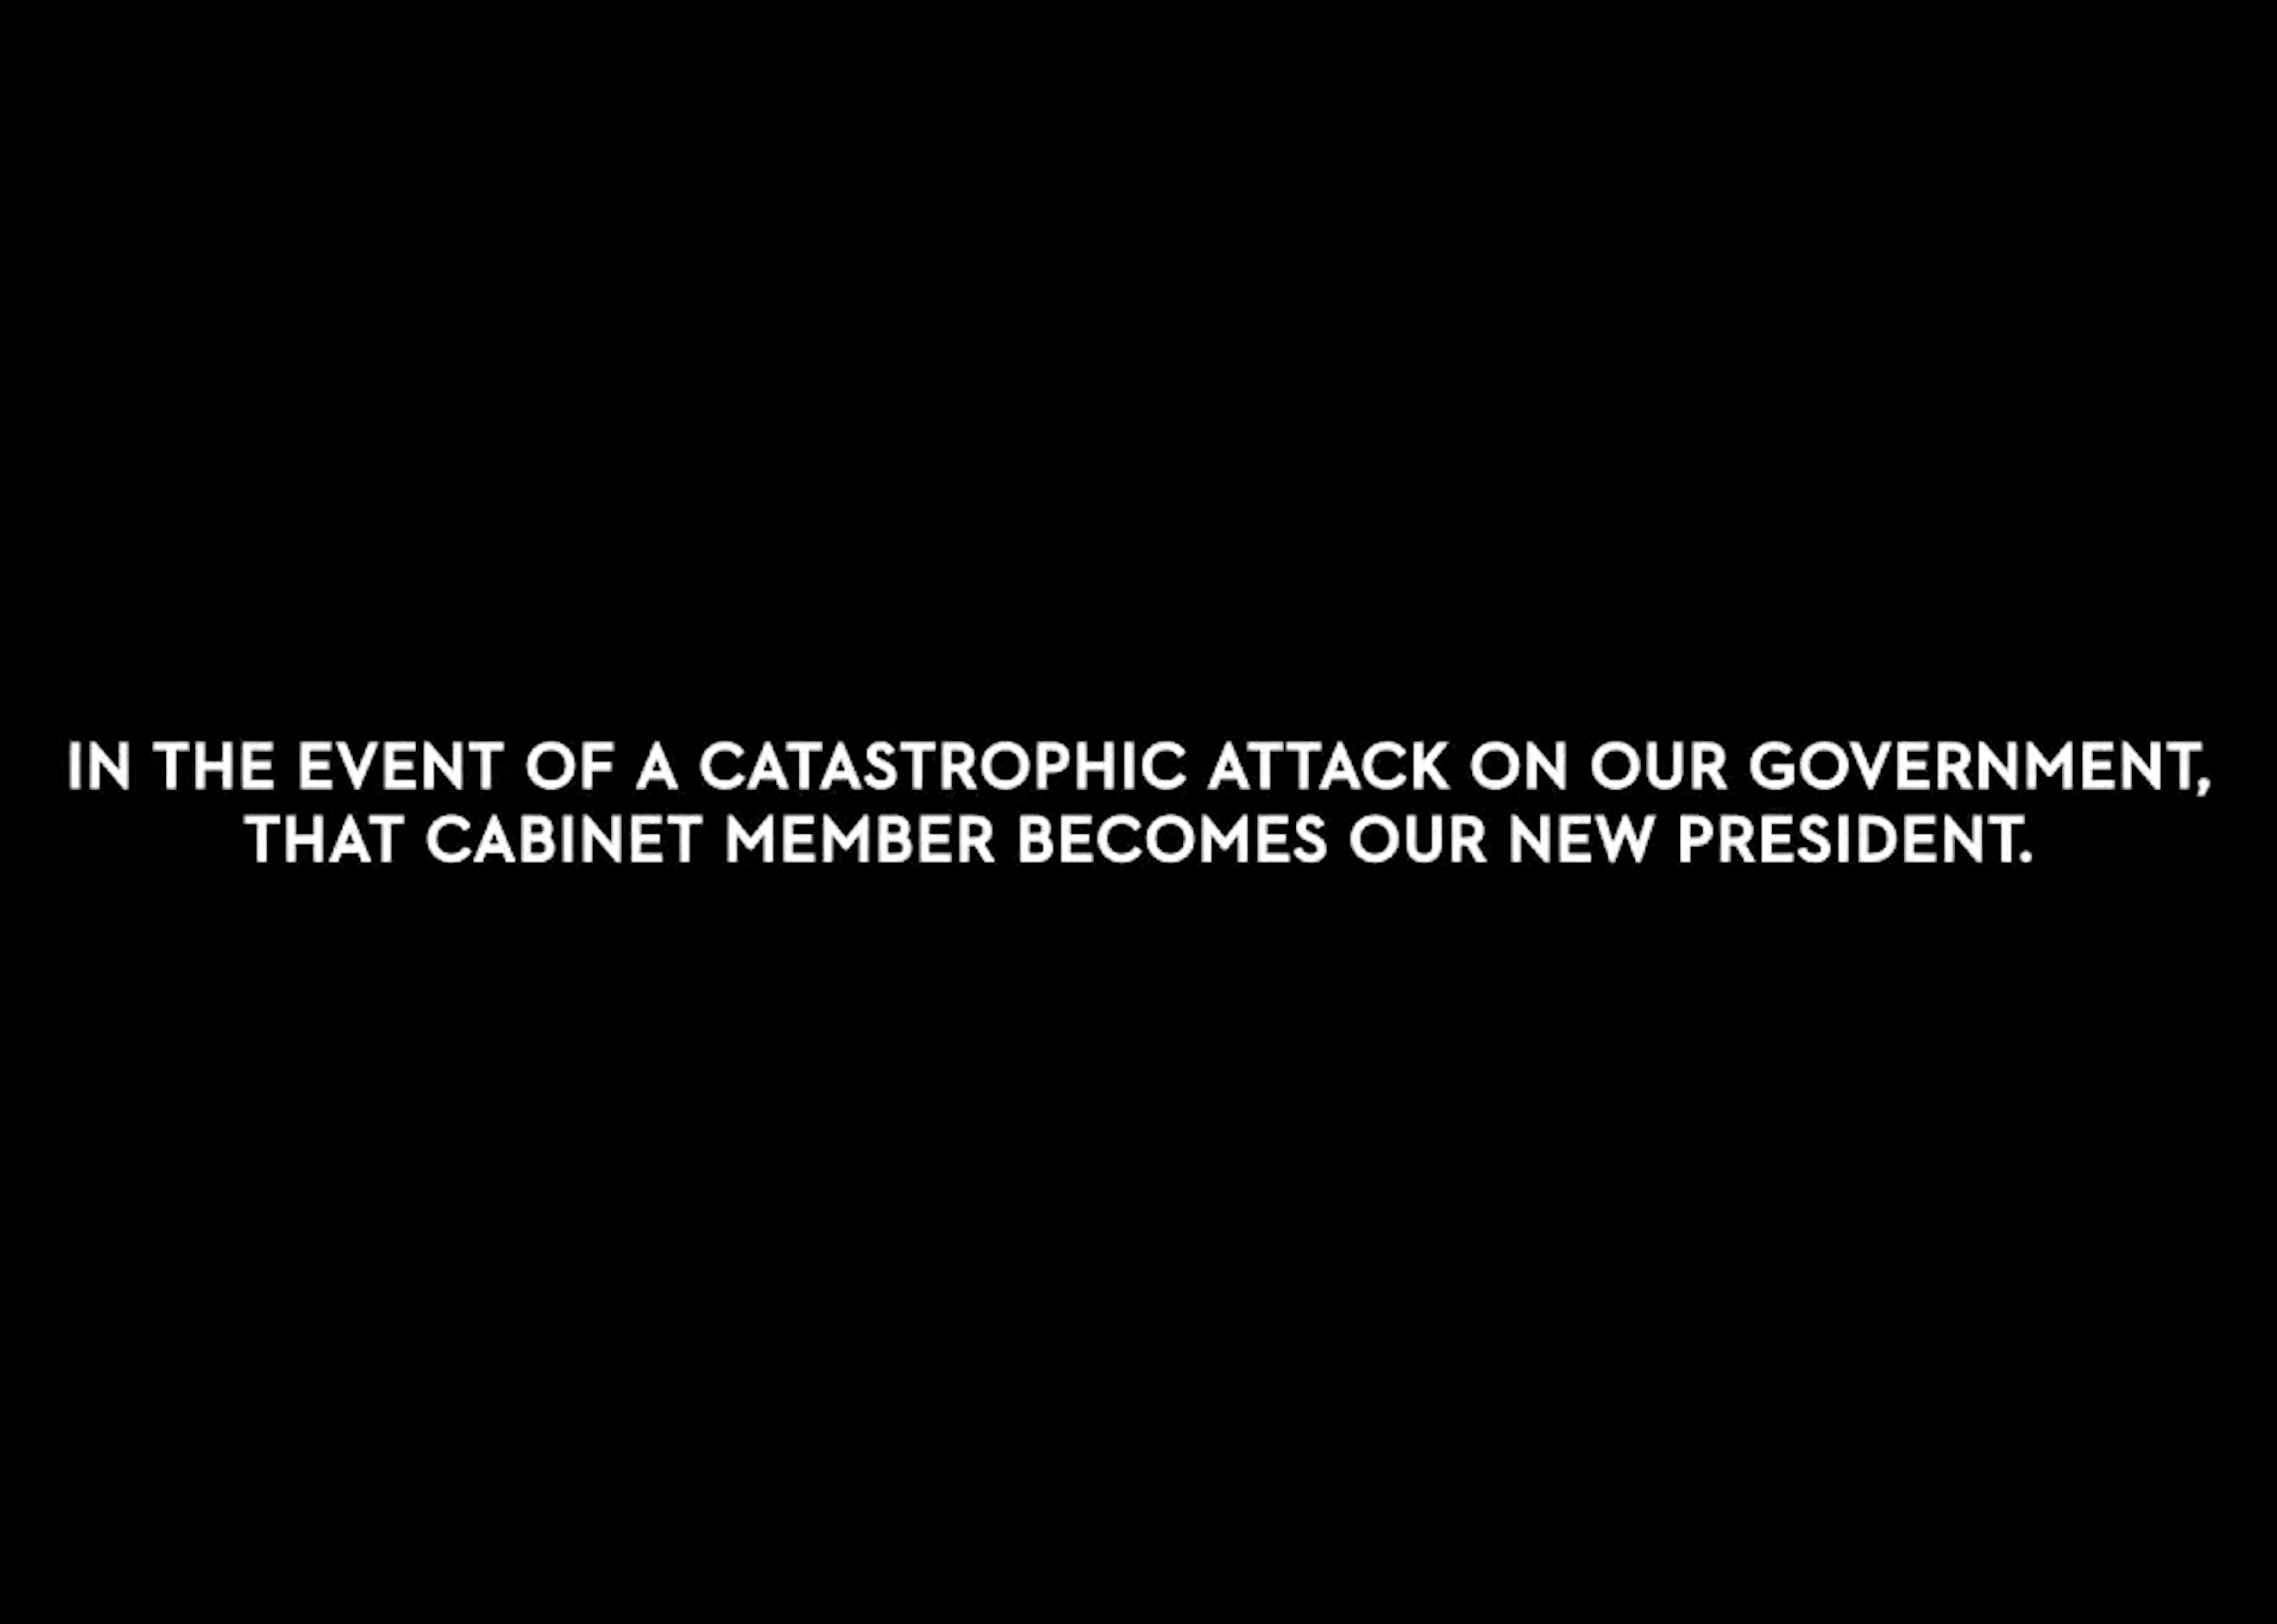 IN THE EVENT OF A CATASTROPHIC ATTACK ON OUR GOVERNMENT,
THAT CABINET MEMBER BECOMES OUR NEW PRESIDENT.